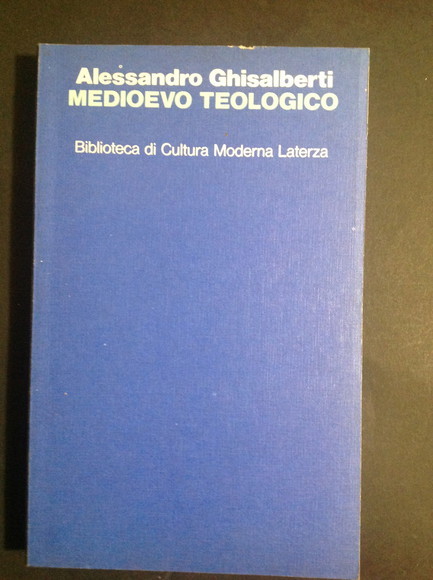 Alessandro Ghisalberti
MEDIOEVO TEOLOGICO
Biblioteca di Cultura Moderna Laterza